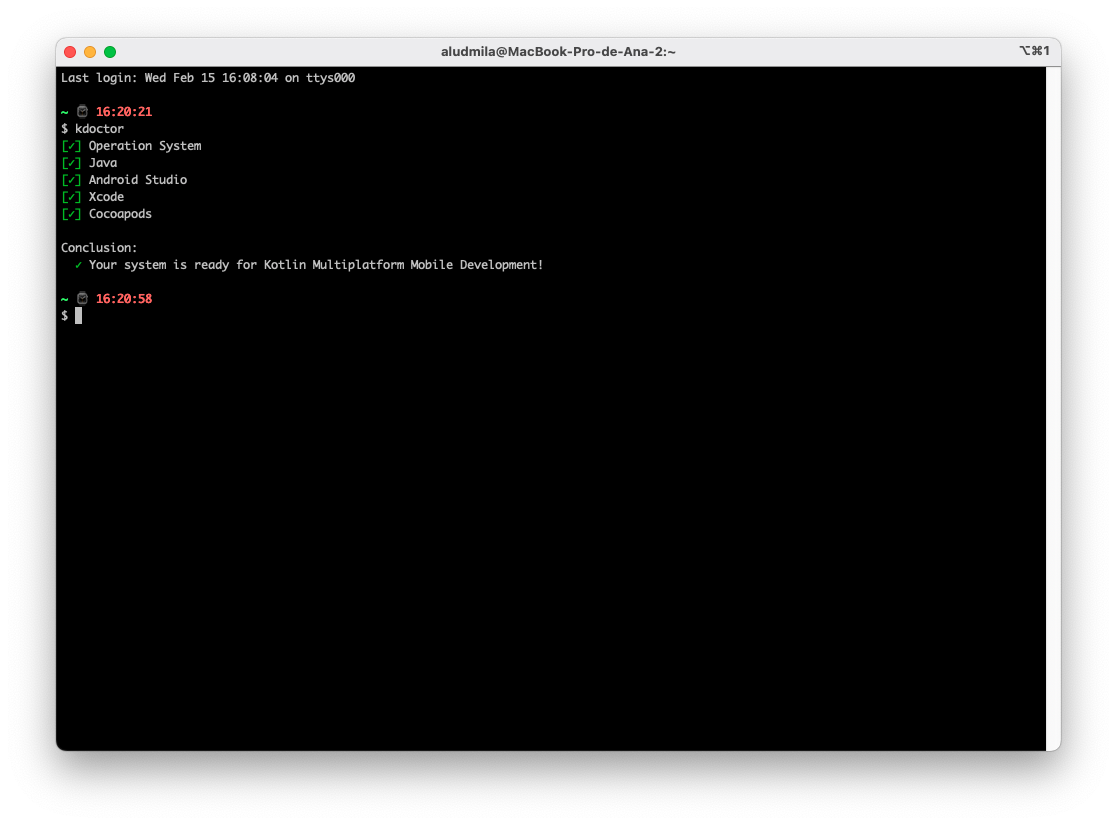 aludmila@MacBook-Pro-de-Ana-2:~ ⌥⌘1
Last login: Wed Feb 15 16:08:04 on ttys000
~ 16:20:21
$ kdoctor
[✓] Operation System
[✓] Java
[✓] Android Studio
[✓] Xcode
[✓] Cocoapods
Conclusion:
✓ Your system is ready for Kotlin Multiplatform Mobile Development!
~ 16:20:58
$